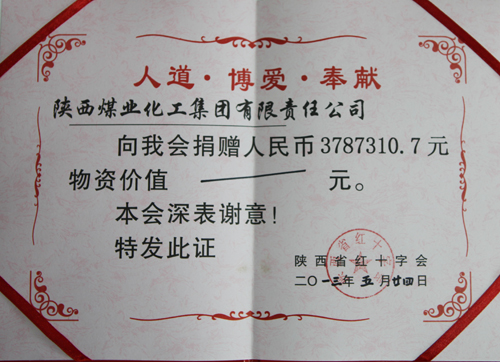 人道·博爱·奉献
陕西煤业化工集团有限责任公司
向我会捐赠人民币3787310.7元
物资价值 —— 元。
本会深表谢意!
特发此证
陕西省红十字会
二〇一三年五月廿四日